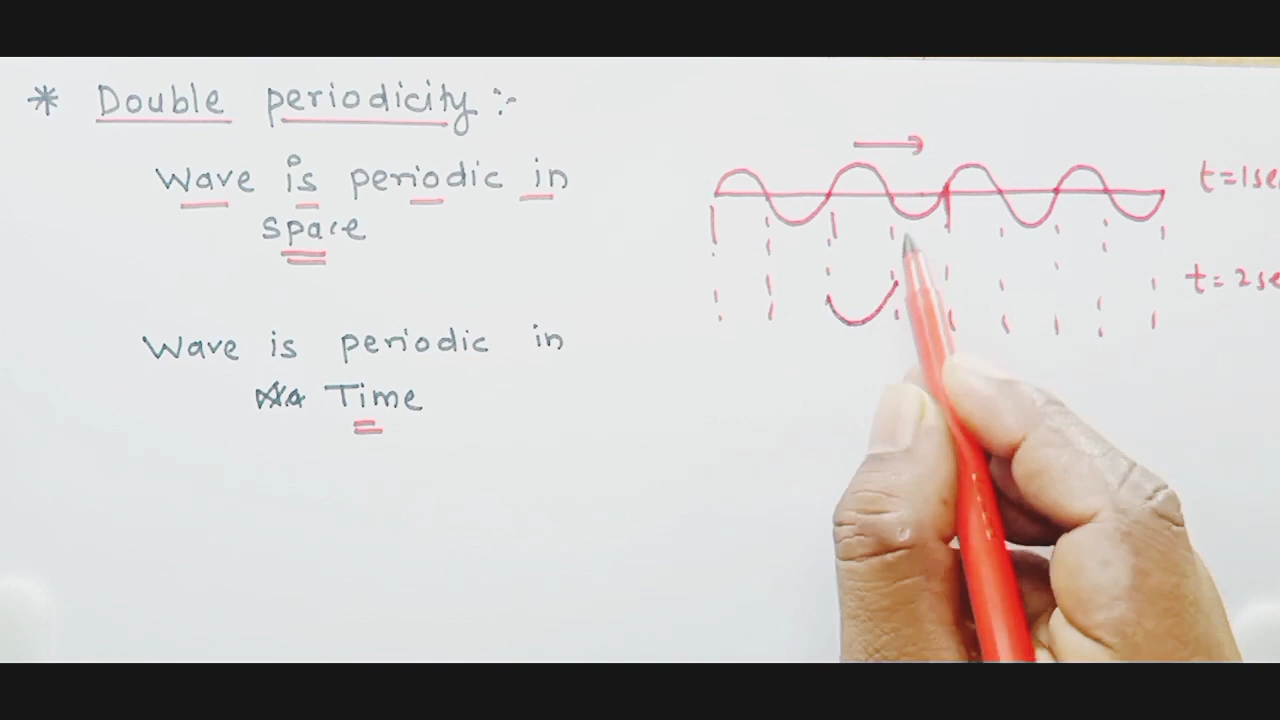 * Double periodicity :-
Wave is periodic in
space
Wave is periodic in
Time
t=1se
t=2se